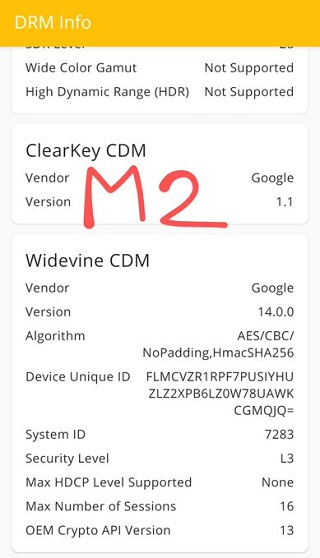 DRM Info
Wide Color Gamut Not Supported
High Dynamic Range (HDR) Not Supported
ClearKey CDM
Vendor Google
M2
Version 1.1
Widevine CDM
Vendor Google
Version 14.0.0
Algorithm AES/CBC/
NoPadding,HmacSHA256
Device Unique ID FLMCVZR1RPF7PUSIYHU
ZLZ2XPB6LZ0W78UAWK
CGMQJQ=
System ID 7283
Security Level L3
Max HDCP Level Supported None
Max Number of Sessions 16
OEM Crypto API Version 13